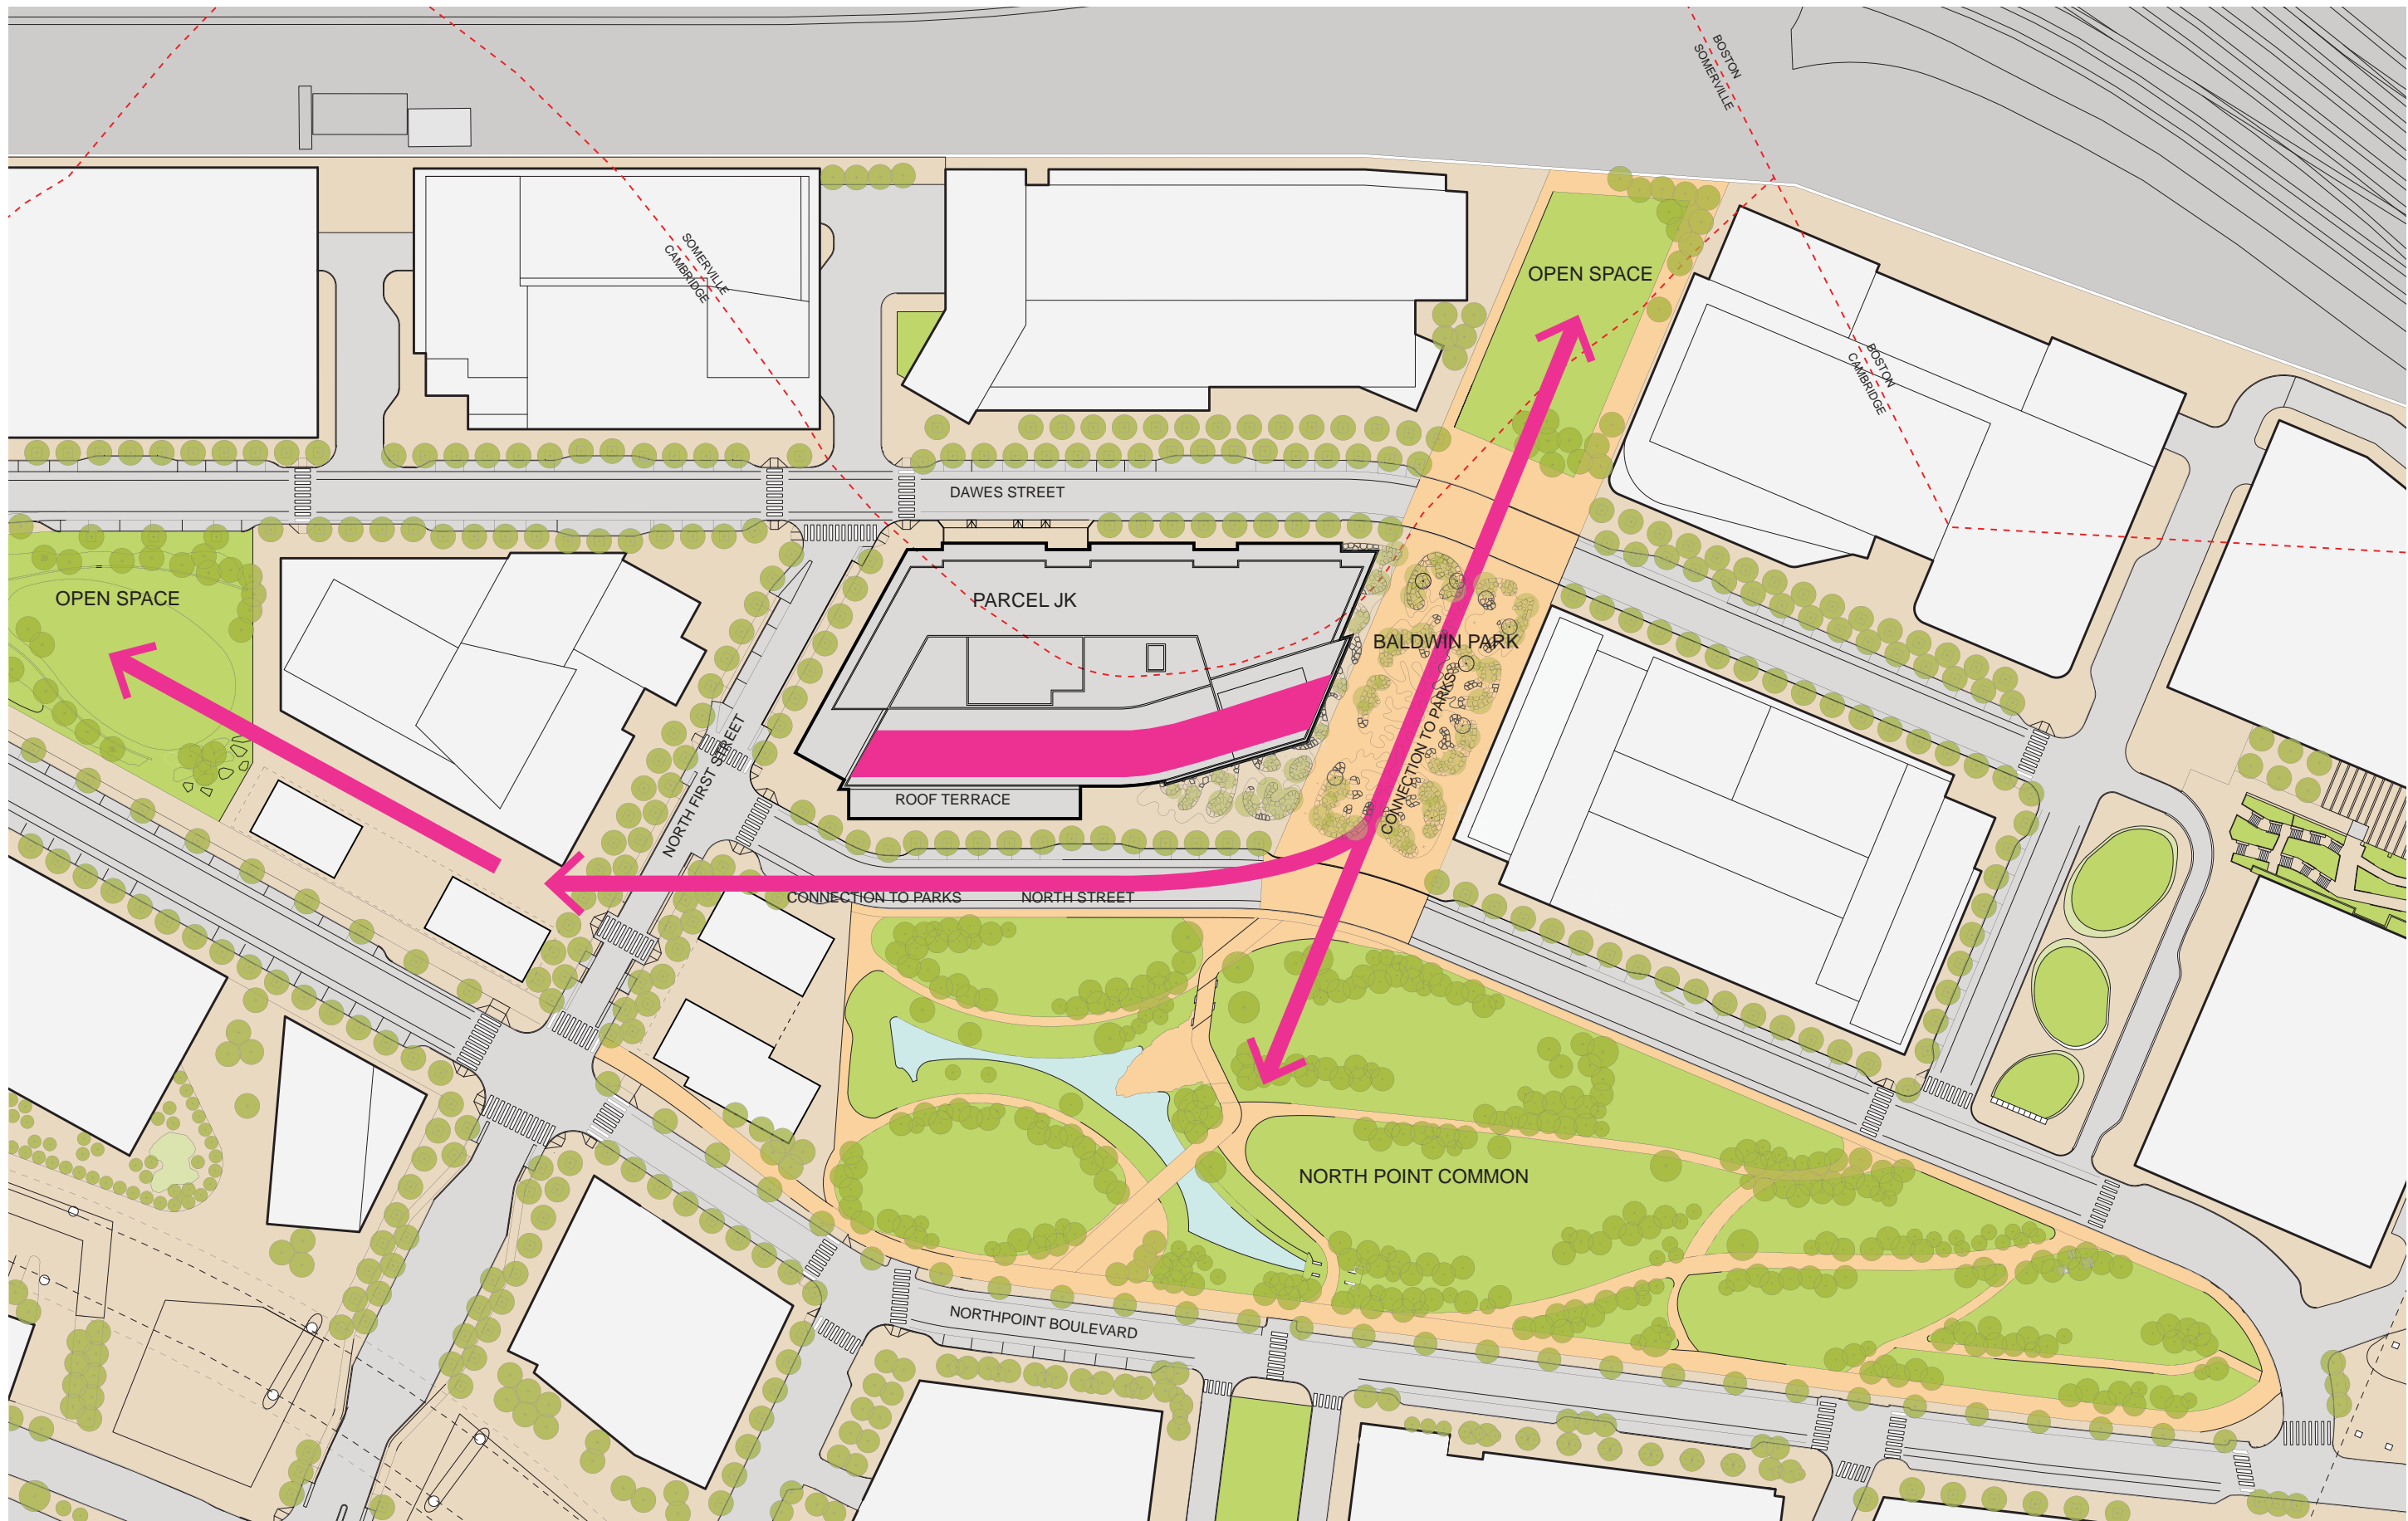 BOSTON
SOMERVILLE
SOMERVILLE
CAMBRIDGE
OPEN SPACE
BOSTON
CAMBRIDGE
DAWES STREET
OPEN SPACE
PARCEL JK
BALDWIN PARK
CONNECTION TO PARKS
NORTH FIRST STREET
ROOF TERRACE
CONNECTION TO PARKS
NORTH STREET
NORTH POINT COMMON
NORTHPOINT BOULEVARD